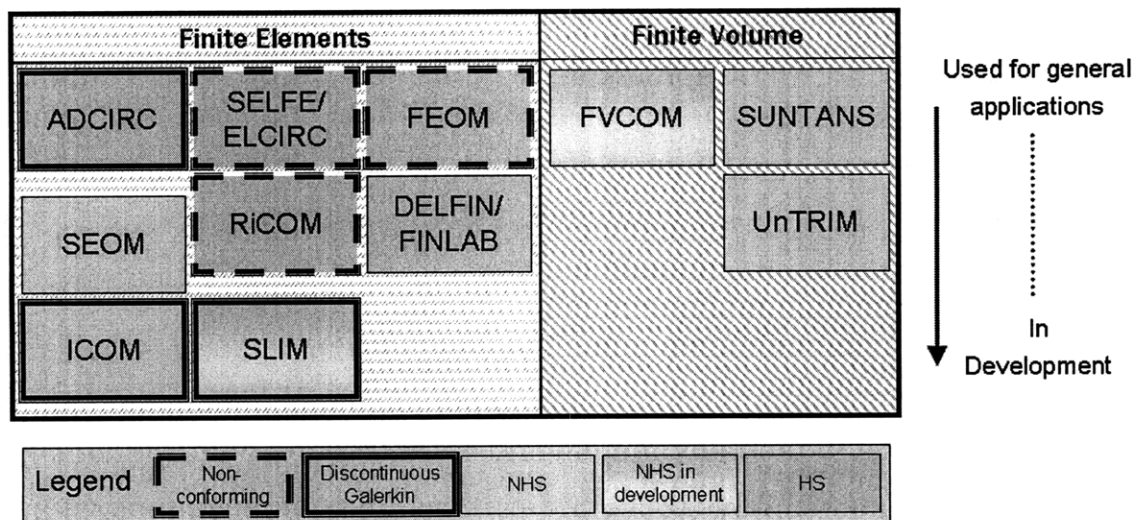 Finite Elements
Finite Volume
ADCIRC
SELFE/
ELCIRC
FEOM
FVCOM
SUNTANS
SEOM
RiCOM
DELFIN/
FINLAB
UnTRIM
ICOM
SLIM
Used for general
applications
In
Development
Legend
Non-
conforming
Discontinuous
Galerkin
NHS
NHS in
development
HS